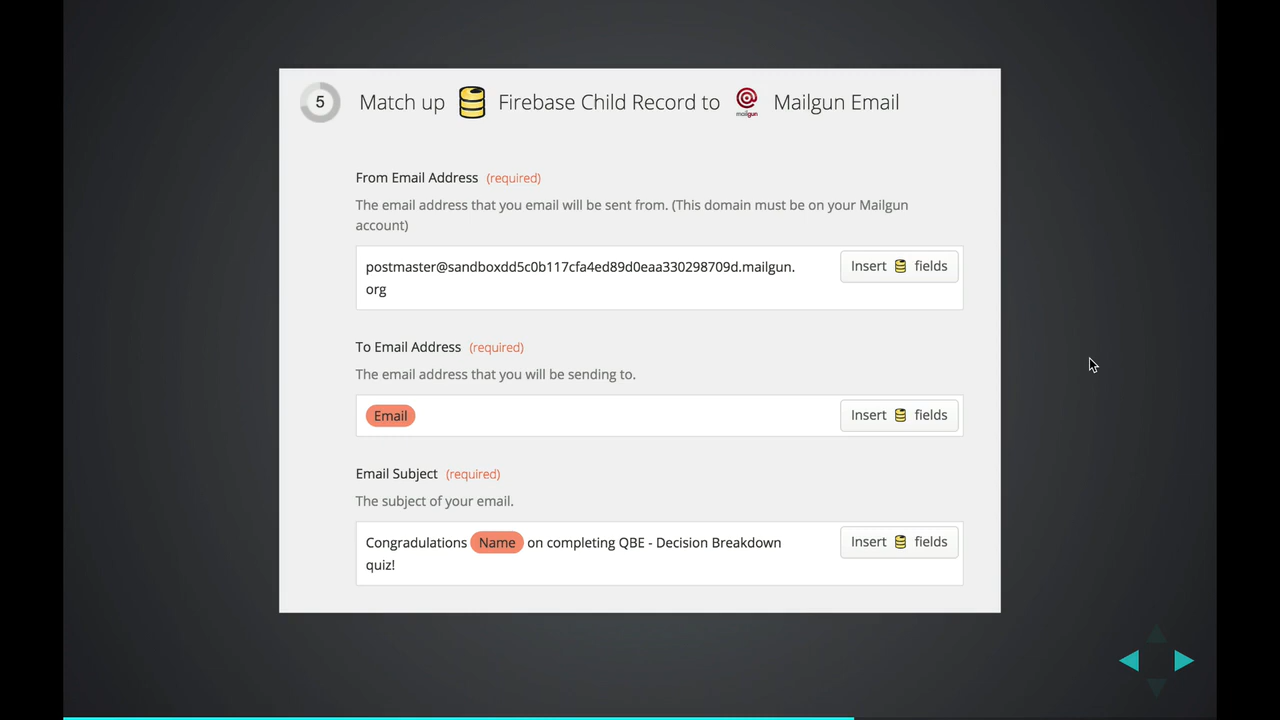 5 Match up Firebase Child Record to mailgun Mailgun Email
From Email Address (required)
The email address that you email will be sent from. (This domain must be on your Mailgun
account)
postmaster@sandboxdd5c0b117cfa4ed89d0eaa330298709d.mailgun.
org
Insert fields
To Email Address (required)
The email address that you will be sending to.
Email
Insert fields
Email Subject (required)
The subject of your email.
Congradulations Name on completing QBE - Decision Breakdown
quiz!
Insert fields